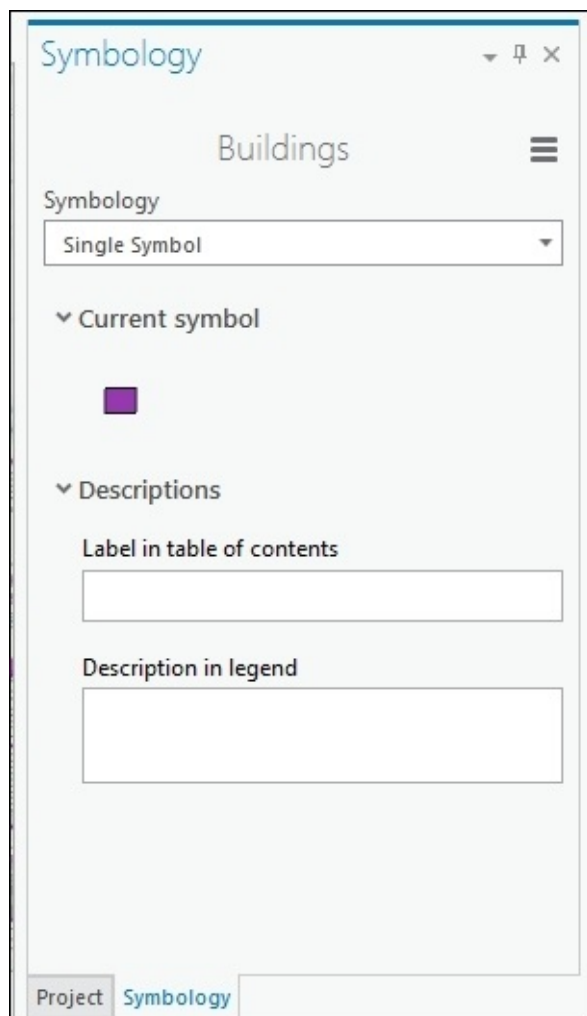 Symbology
Buildings
Symbology
Single Symbol
Current symbol
Descriptions
Label in table of contents
Description in legend
Project Symbology